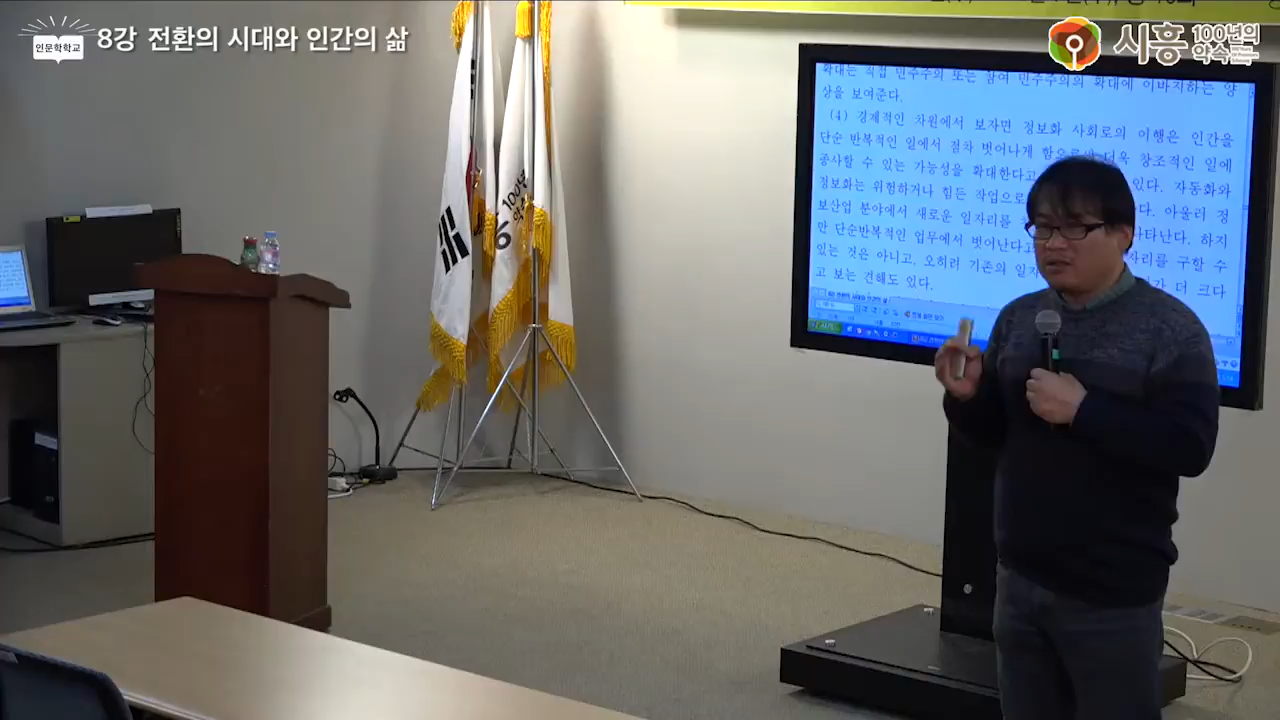 인문학학교
8강 전환의 시대와 인간의 삶
시흥 100년의
약속
확대는 직접 민주주의 또는 참여 민주주의의 확대에 이바지하는 양
상을 보여준다.
(4) 경제적인 차원에서 보자면 정보화 사회로의 이행은 인간을
단순 반복적인 일에서 점차 벗어나게 함으로써 더욱 창조적인 일에
종사할 수 있는 가능성을 확대한다고 있다. 자동화와
정보화는 위험하거나 힘든 작업으로
보산업 분야에서 새로운 일자리를 아울러 정
만 단순반복적인 업무에서 벗어난다고 나타난다. 하지
있는 것은 아니고, 오히려 기존의 일자 자리를 구할 수
고 보는 견해도 있다. 가 더 크다
100년
약속